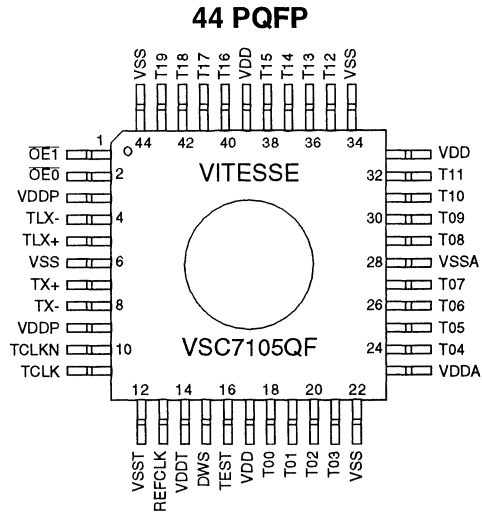 44 PQFP
VSS T19 T18 T17 T16 VDD T15 T14 T13 T12 VSS
44 42 40 38 36 34
1
OE1
OE0 2
VDDP
TLX- 4
TLX+
VSS 6
TX+
TX- 8
VDDP
TCLKN 10
TCLK
VITESSE
VSC7105QF
VDD
32 T11
T10
30 T09
T08
28 VSSA
T07
26 T06
T05
24 T04
VDDA
12 14 16 18 20 22
VSST REFCLK VDDT DWS TEST VDD T00 T01 T02 T03 VSS